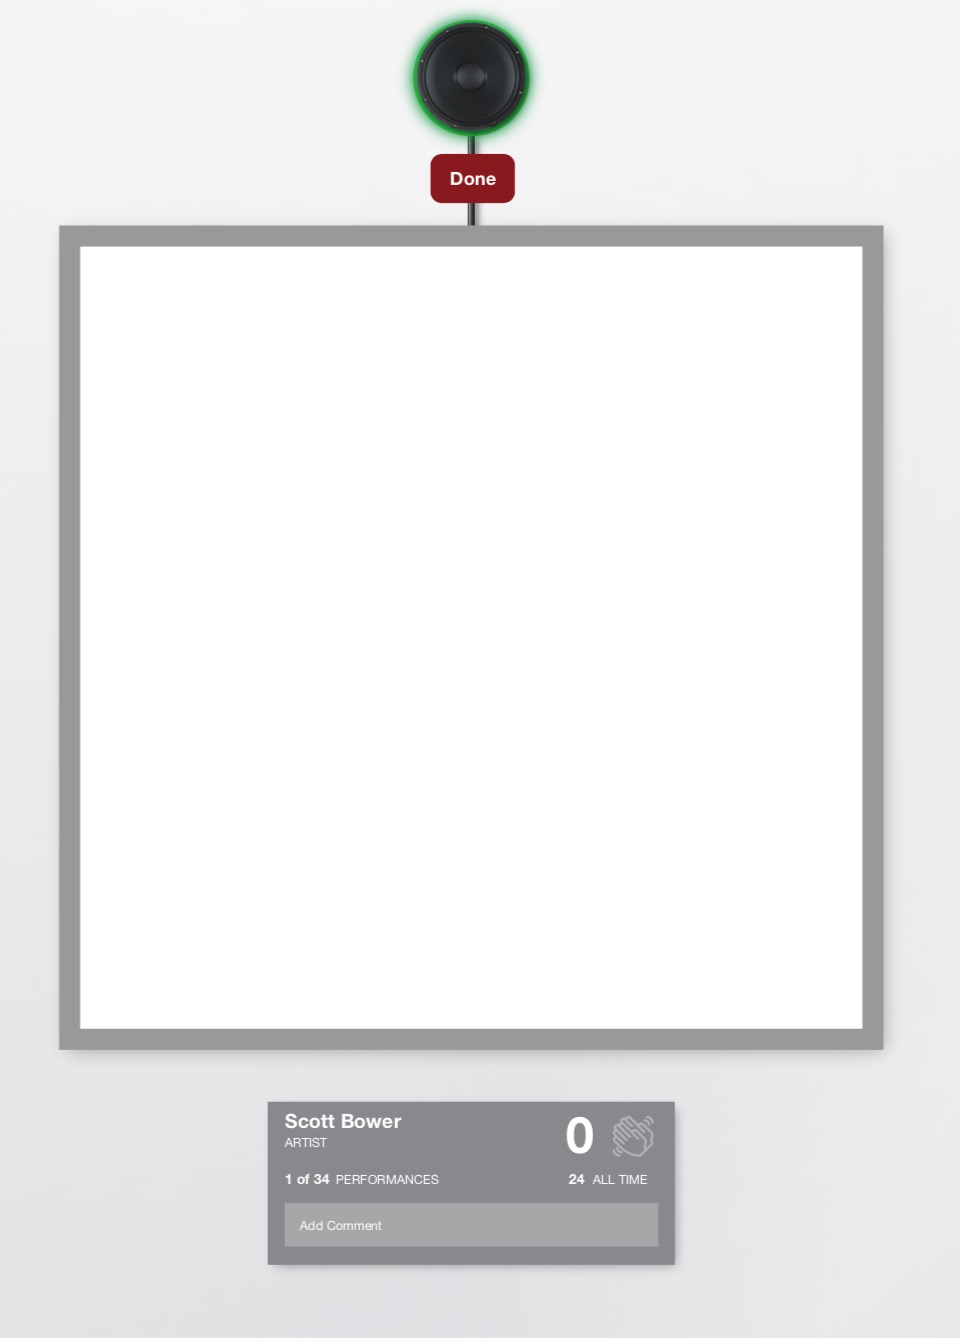 Done
Scott Bower
ARTIST
0
1 of 34 PERFORMANCES
24 ALL TIME
Add Comment